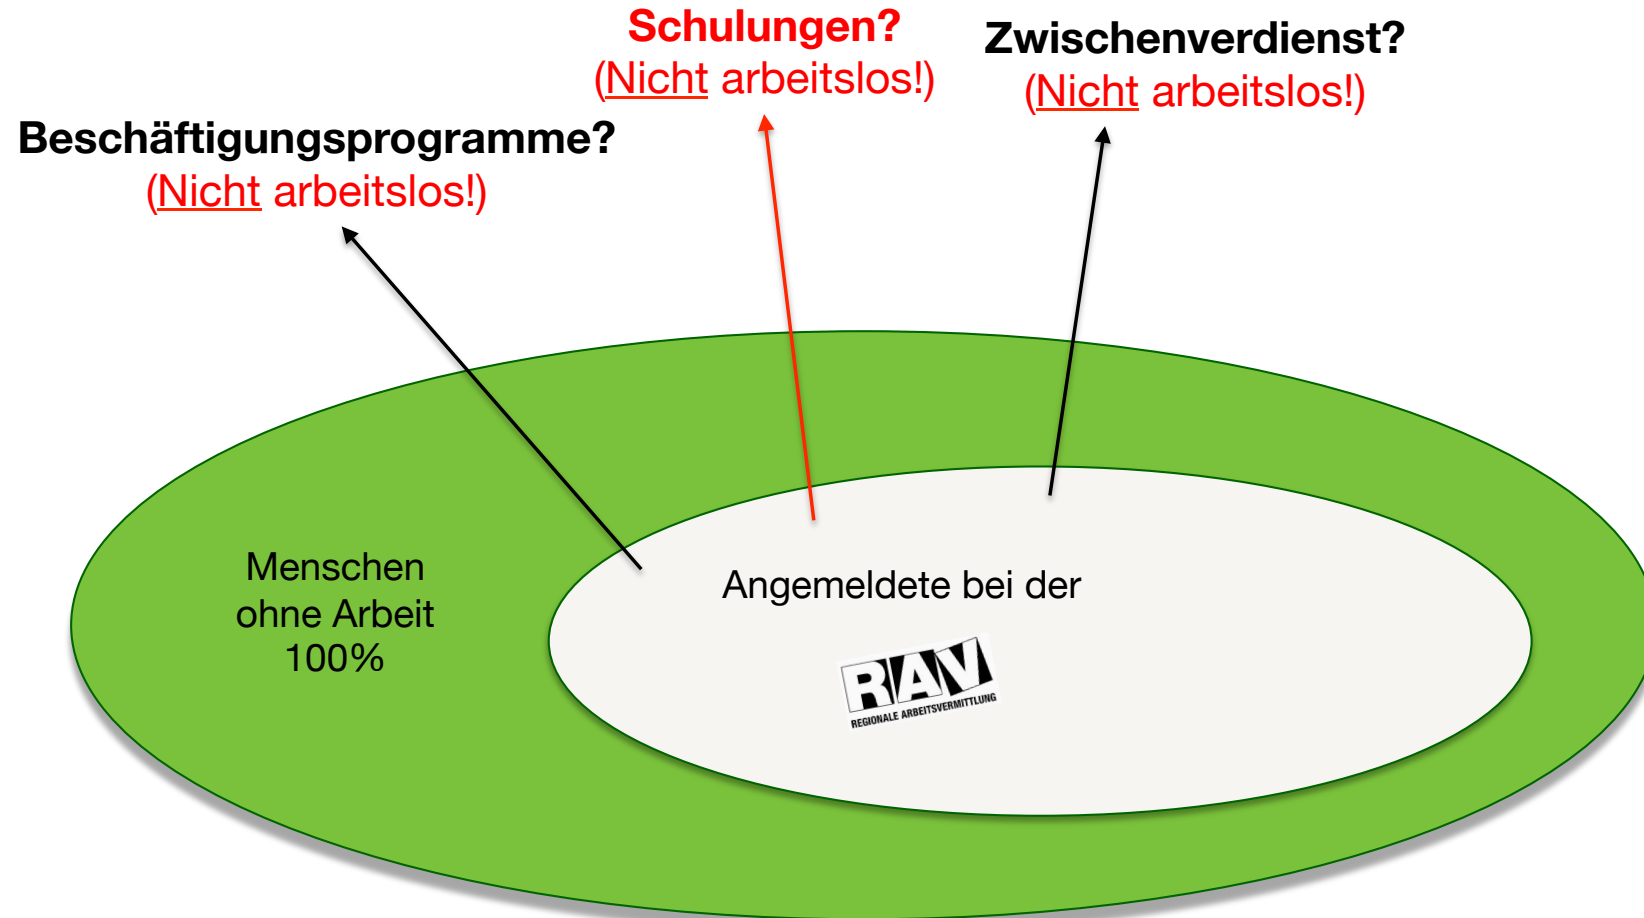 Schulungen?
(Nicht arbeitslos!)
Zwischenverdienst?
(Nicht arbeitslos!)
Beschäftigungsprogramme?
(Nicht arbeitslos!)
Menschen
ohne Arbeit
100%
Angemeldete bei der
RAV
REGIONALE ARBEITSVERMITTLUNG